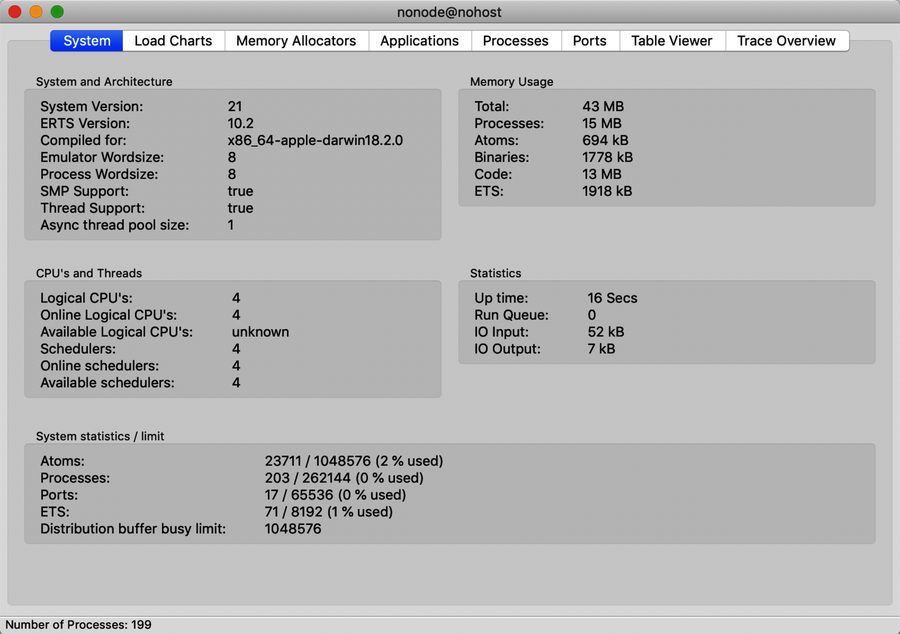 nonode@nohost
System Load Charts Memory Allocators Applications Processes Ports Table Viewer Trace Overview
System and Architecture
System Version: 21
ERTS Version: 10.2
Compiled for: x86_64-apple-darwin18.2.0
Emulator Wordsize: 8
Process Wordsize: 8
SMP Support: true
Thread Support: true
Async thread pool size: 1
Memory Usage
Total: 43 MB
Processes: 15 MB
Atoms: 694 kB
Binaries: 1778 kB
Code: 13 MB
ETS: 1918 kB
CPU's and Threads
Logical CPU's: 4
Online Logical CPU's: 4
Available Logical CPU's: unknown
Schedulers: 4
Online schedulers: 4
Available schedulers: 4
Statistics
Up time: 16 Secs
Run Queue: 0
IO Input: 52 kB
IO Output: 7 kB
System statistics / limit
Atoms: 23711 / 1048576 (2 % used)
Processes: 203 / 262144 (0 % used)
Ports: 17 / 65536 (0 % used)
ETS: 71 / 8192 (1 % used)
Distribution buffer busy limit: 1048576
Number of Processes: 199